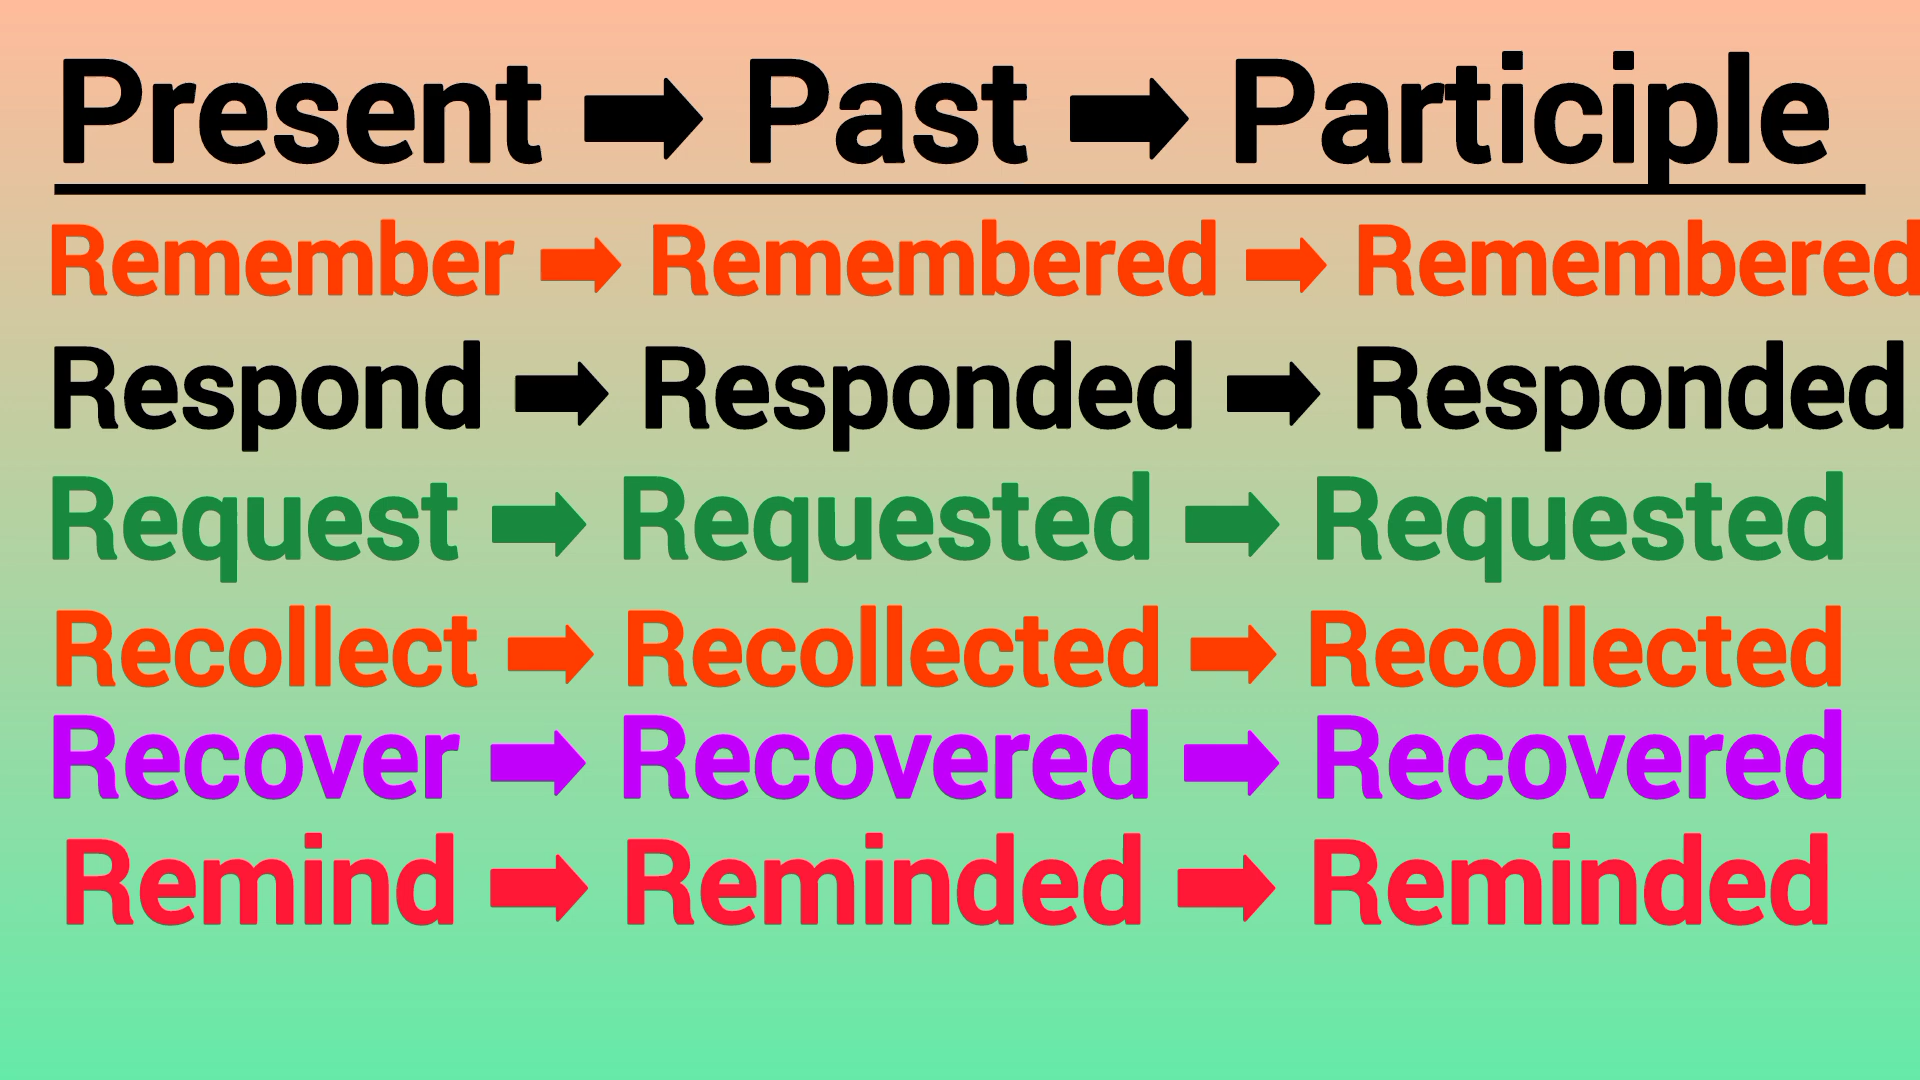 Present ➡ Past ➡ Participle
Remember ➡ Remembered ➡ Remembered
Respond ➡ Responded ➡ Responded
Request ➡ Requested ➡ Requested
Recollect ➡ Recollected ➡ Recollected
Recover ➡ Recovered ➡ Recovered
Remind ➡ Reminded ➡ Reminded